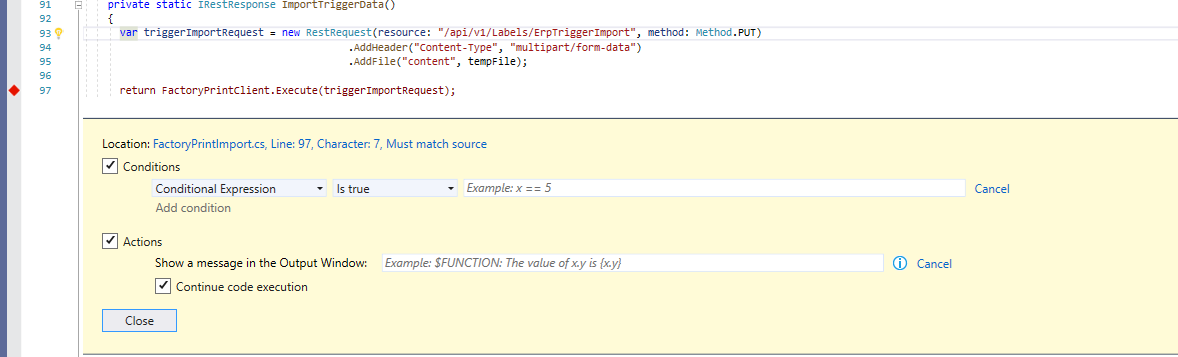 91 private static IRestResponse ImportTriggerData()
92 {
93 var triggerImportRequest = new RestRequest(resource: "/api/v1/Labels/ErpTriggerImport", method: Method.PUT)
94 .AddHeader("Content-Type", "multipart/form-data")
95 .AddFile("content", tempFile);
96
97 return FactoryPrintClient.Execute(triggerImportRequest);
Location: FactoryPrintImport.cs, Line: 97, Character: 7, Must match source
Conditions
Conditional Expression Is true Example: x == 5 Cancel
Add condition
Actions
Show a message in the Output Window: Example: $FUNCTION: The value of x.y is {x.y} Cancel
Continue code execution
Close